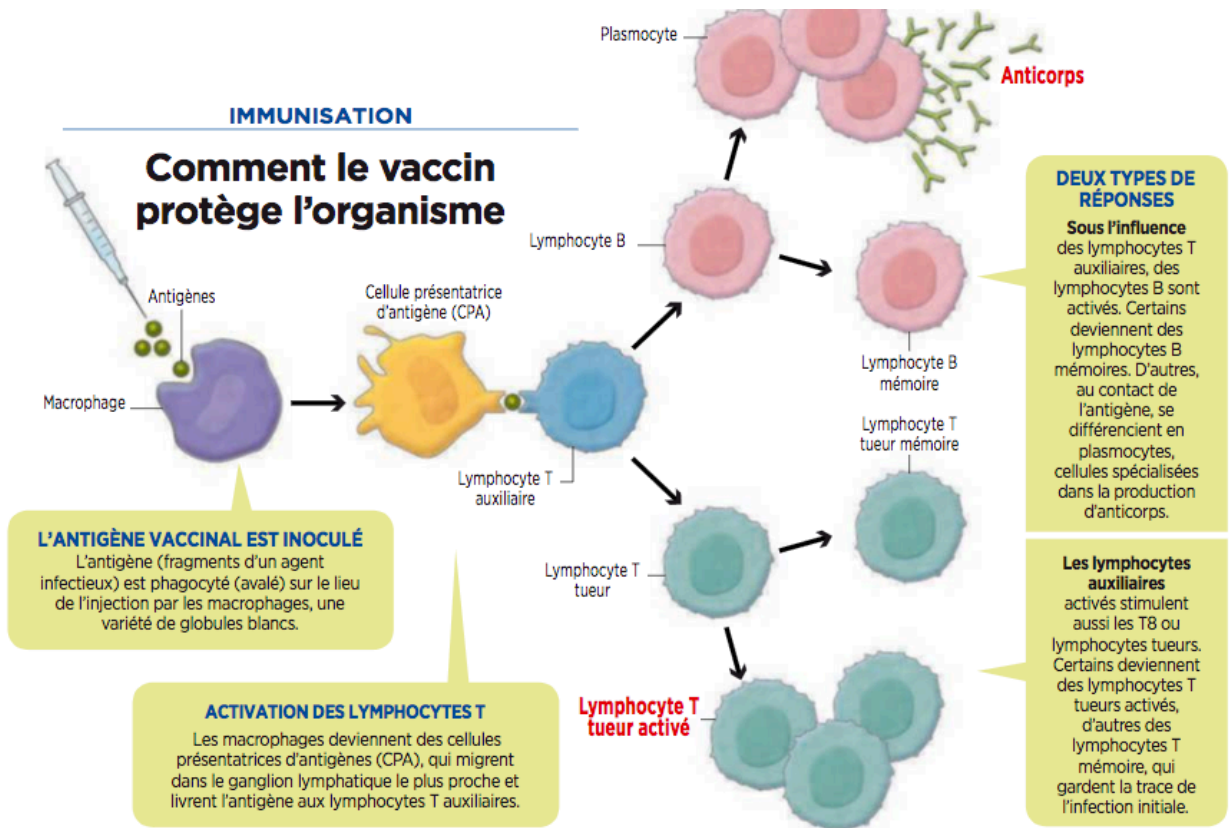 IMMUNISATION
Comment le vaccin
protège l’organisme
Antigènes
Macrophage
Cellule présentatrice
d’antigène (CPA)
Lymphocyte T
auxiliaire
Plasmocyte
Anticorps
Lymphocyte B
Lymphocyte B
mémoire
Lymphocyte T
tueur mémoire
Lymphocyte T
tueur
Lymphocyte T
tueur activé
L’ANTIGÈNE VACCINAL EST INOCULÉ
L’antigène (fragments d’un agent
infectieux) est phagocyté (avalé) sur le lieu
de l’injection par les macrophages, une
variété de globules blancs.
ACTIVATION DES LYMPHOCYTES T
Les macrophages deviennent des cellules
présentatrices d’antigènes (CPA), qui migrent
dans le ganglion lymphatique le plus proche et
livrent l’antigène aux lymphocytes T auxiliaires.
DEUX TYPES DE
RÉPONSES
Sous l’influence
des lymphocytes T
auxiliaires, des
lymphocytes B sont
activés. Certains
deviennent des
lymphocytes B
mémoires. D’autres,
au contact de
l’antigène, se
différencient en
plasmocytes,
cellules spécialisées
dans la production
d’anticorps.
Les lymphocytes
auxiliaires
activés stimulent
aussi les T8 ou
lymphocytes tueurs.
Certains deviennent
des lymphocytes T
tueurs activés,
d’autres des
lymphocytes T
mémoire, qui
gardent la trace de
l’infection initiale.